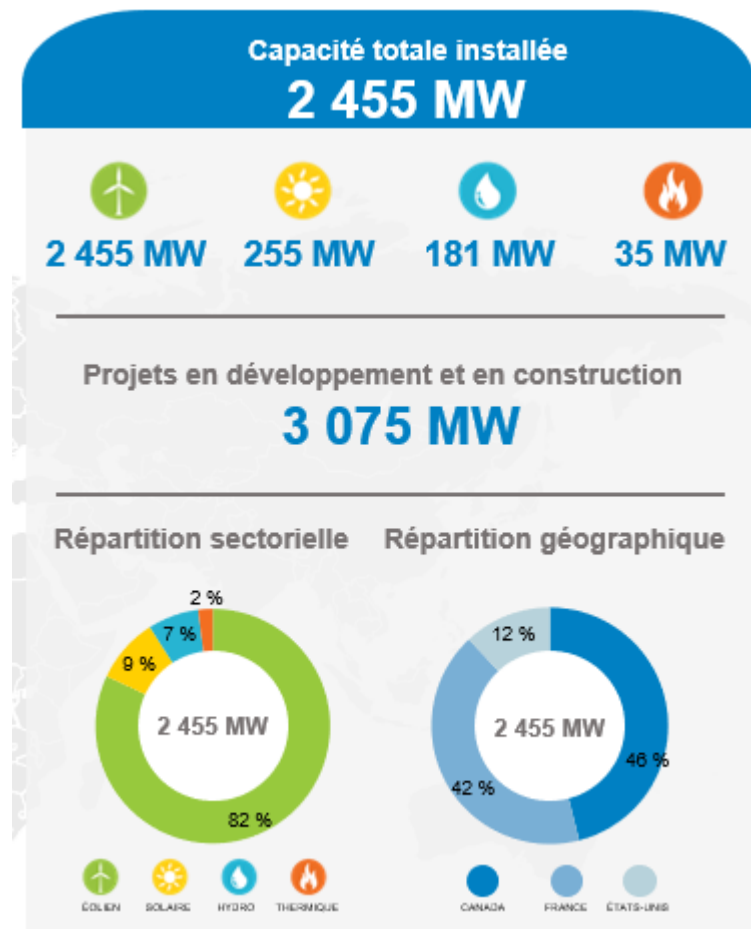 Capacité totale installée
2 455 MW
2 455 MW 255 MW 181 MW 35 MW
Projets en développement et en construction
3 075 MW
Répartition sectorielle Répartition géographique
2 %
7 %
9 %
2 455 MW
82 %
12 %
2 455 MW
46 %
42 %
ÉOLIEN SOLAIRE HYDRO THERMIQUE
CANADA FRANCE ÉTATS-UNIS